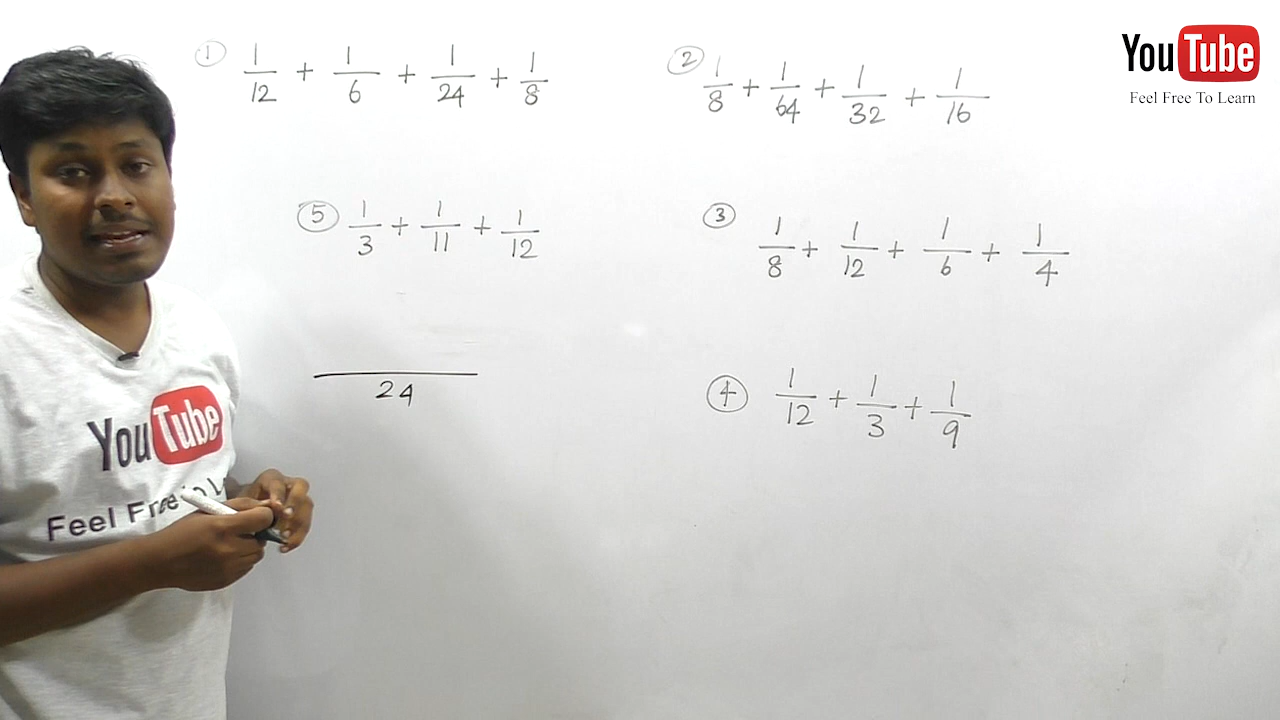 ① 1/12 + 1/6 + 1/24 + 1/8
② 1/8 + 1/64 + 1/32 + 1/16
YouTube
Feel Free To Learn
⑤ 1/3 + 1/11 + 1/12
③ 1/8 + 1/12 + 1/6 + 1/4
24
④ 1/12 + 1/3 + 1/9
YouTube
Feel Free